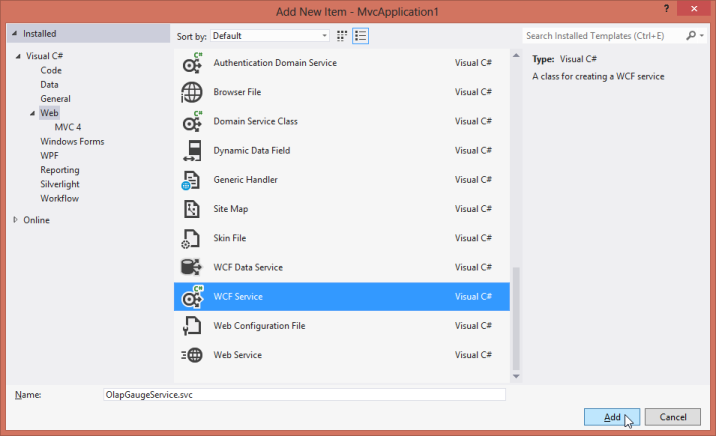 Add New Item - MvcApplication1
? x
Installed
Sort by: Default
Search Installed Templates (Ctrl+E)
Visual C#
Code
Data
General
Web
MVC 4
Windows Forms
WPF
Reporting
Silverlight
Workflow
Online
Authentication Domain Service Visual C#
Browser File Visual C#
Domain Service Class Visual C#
Dynamic Data Field Visual C#
Generic Handler Visual C#
Site Map Visual C#
Skin File Visual C#
WCF Data Service Visual C#
WCF Service Visual C#
Web Configuration File Visual C#
Web Service Visual C#
Type: Visual C#
A class for creating a WCF service
Name: OlapGaugeService.svc
Add Cancel